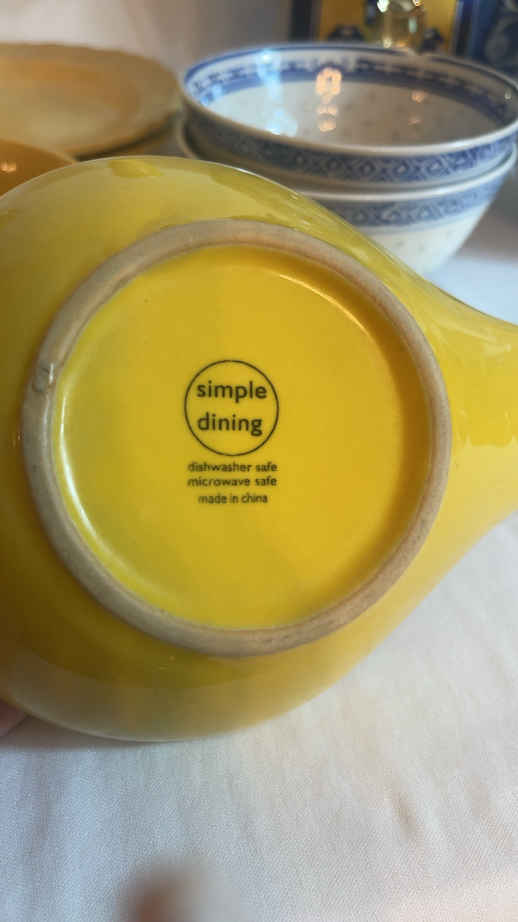 simple
dining
dishwasher safe
microwave safe
made in china